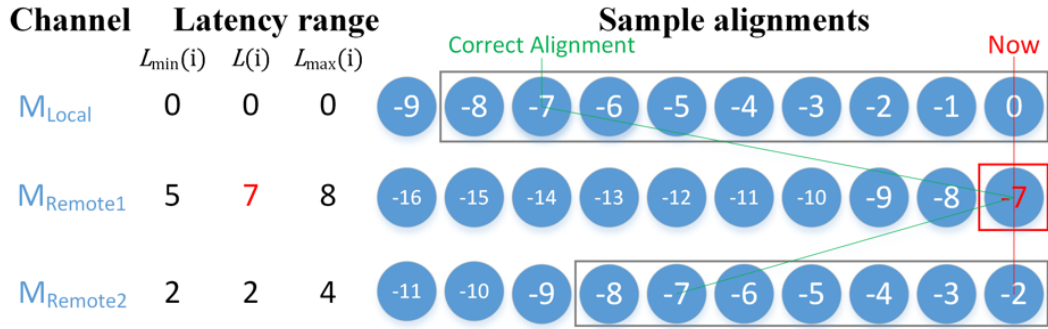 Channel Latency range Sample alignments
Lmin(i) L(i) Lmax(i) Correct Alignment Now
MLocal 0 0 0 -9 -8 -7 -6 -5 -4 -3 -2 -1 0
MRemote1 5 7 8 -16 -15 -14 -13 -12 -11 -10 -9 -8 -7
MRemote2 2 2 4 -11 -10 -9 -8 -7 -6 -5 -4 -3 -2